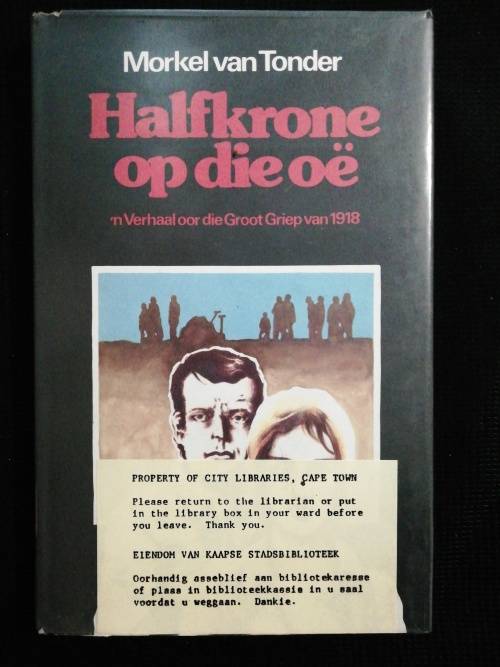 Morkel van Tonder
Halfkrone
op die oë
'n Verhaal oor die Groot Griep van 1918
PROPERTY OF CITY LIBRARIES, CAPE TOWN
Please return to the librarian or put
in the library box in your ward before
you leave. Thank you.
EIENDOM VAN KAAPSE STADSBIBLIOTEEK
Oorhandig asseblief aan bibliotekaresse
of plaas in biblioteekkassie in u saal
voordat u weggaan. Dankie.